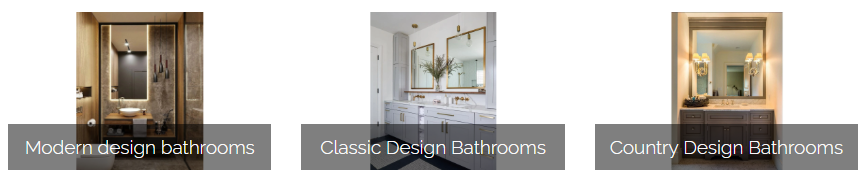 Modern design bathrooms
Classic Design Bathrooms
Country Design Bathrooms